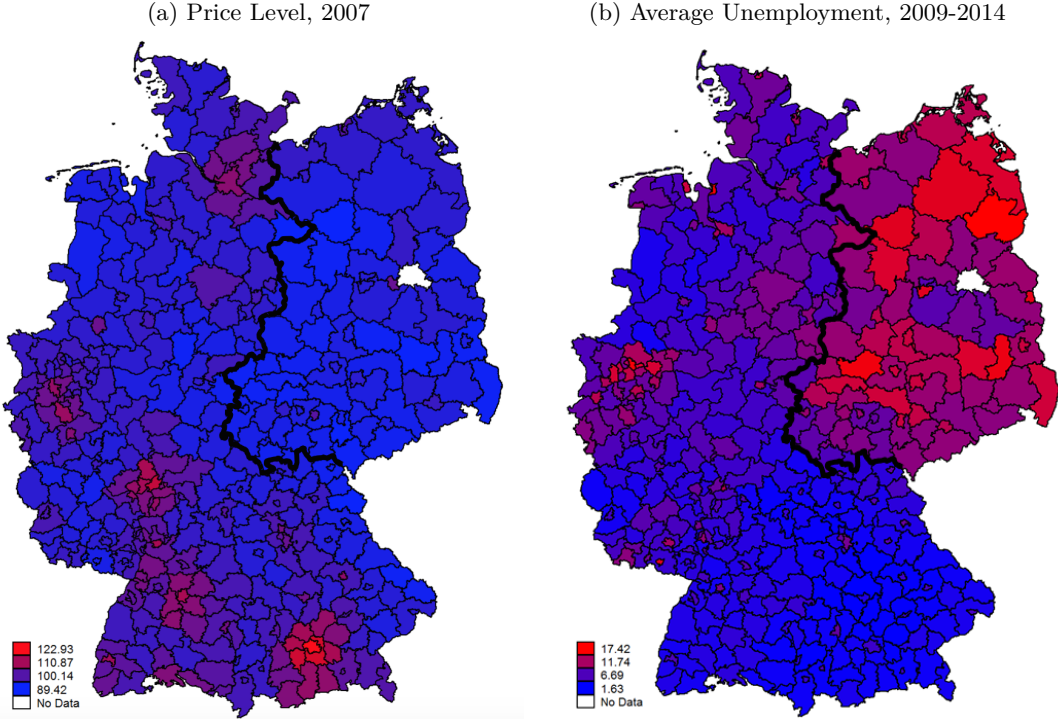 (a) Price Level, 2007
122.93
110.87
100.14
89.42
No Data
(b) Average Unemployment, 2009-2014
17.42
11.74
6.69
1.63
No Data